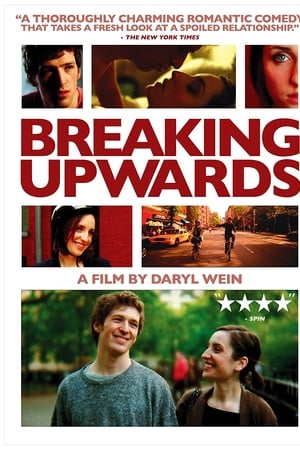 “A THOROUGHLY CHARMING ROMANTIC COMEDY
THAT TAKES A FRESH LOOK AT A SPOILED RELATIONSHIP.”
- THE NEW YORK TIMES
BREAKING
UPWARDS
A FILM BY DARYL WEIN
★★★★
- SPIN